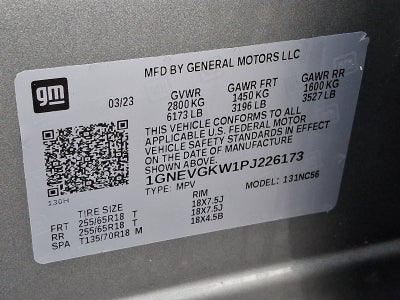 gm
MFD BY GENERAL MOTORS LLC
03/23 GVWR GAWR FRT GAWR RR
2800 KG 1450 KG 1600 KG
6173 LB 3196 LB 3527 LB
THIS VEHICLE CONFORMS TO ALL
APPLICABLE U.S. FEDERAL MOTOR
VEHICLE SAFETY STANDARDS IN EFFECT
ON THE DATE OF MANUFACTURE
SHOWN ABOVE.
1GNEVGKW1PJ226173
130H TYPE: MPV MODEL: 131NC56
TIRE SIZE RIM
FRT 255/65R18 T 18X7.5J
RR 255/65R18 T 18X7.5J
SPA T135/70R18 M 18X4.5B